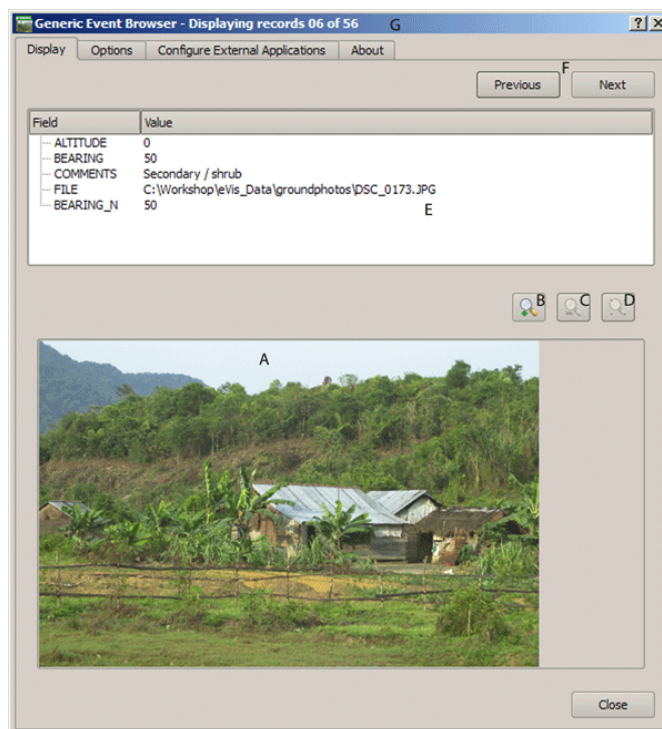 Generic Event Browser - Displaying records 06 of 56 G
Display Options Configure External Applications About
F
Previous Next
Field Value
ALTITUDE 0
BEARING 50
COMMENTS Secondary / shrub
FILE C:\Workshop\eVis_Data\groundphotos\DSC_0173.JPG
BEARING_N 50
E
B C D
A
Close